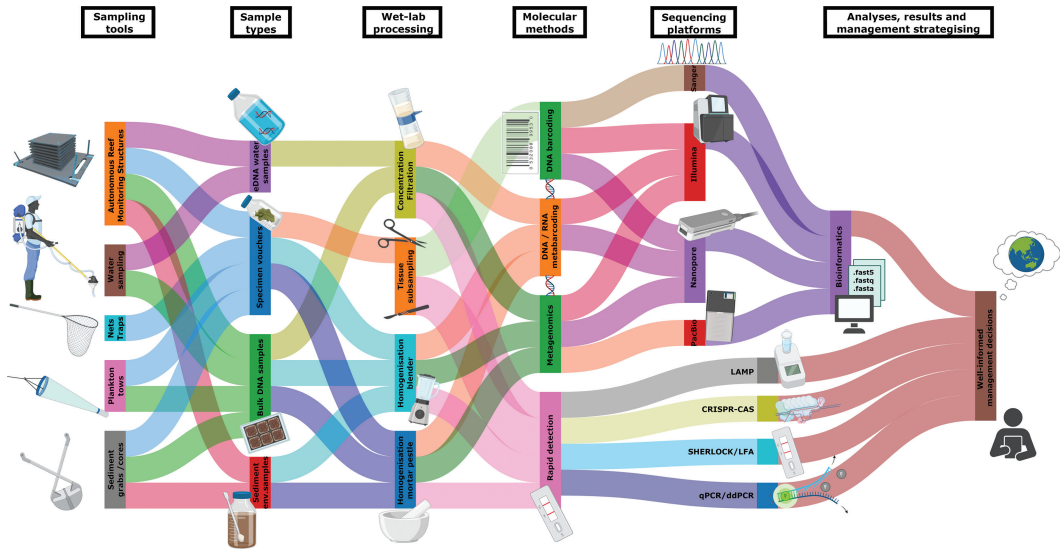 Sampling
tools
Sample
types
Wet-lab
processing
Molecular
methods
Sequencing
platforms
Analyses, results and
management strategising
Autonomous Reef
Monitoring Structures
Water
sampling
Nets
Traps
Plankton
tows
Sediment
grabs /cores
eDNA water
samples
Specimen vouchers
Bulk DNA samples
Sediment
env.samples
Concentration
Filtration
Tissue
subsampling
Homogenisation
blender
Homogenisation
mortar pestle
DNA barcoding
DNA / RNA
metabarcoding
Metagenomics
Rapid detection
Sanger
Illumina
Nanopore
PacBio
LAMP
CRISPR-CAS
SHERLOCK/LFA
qPCR/ddPCR
Bioinformatics
.fast5
.fastq
.fasta
Well-informed
management decisions